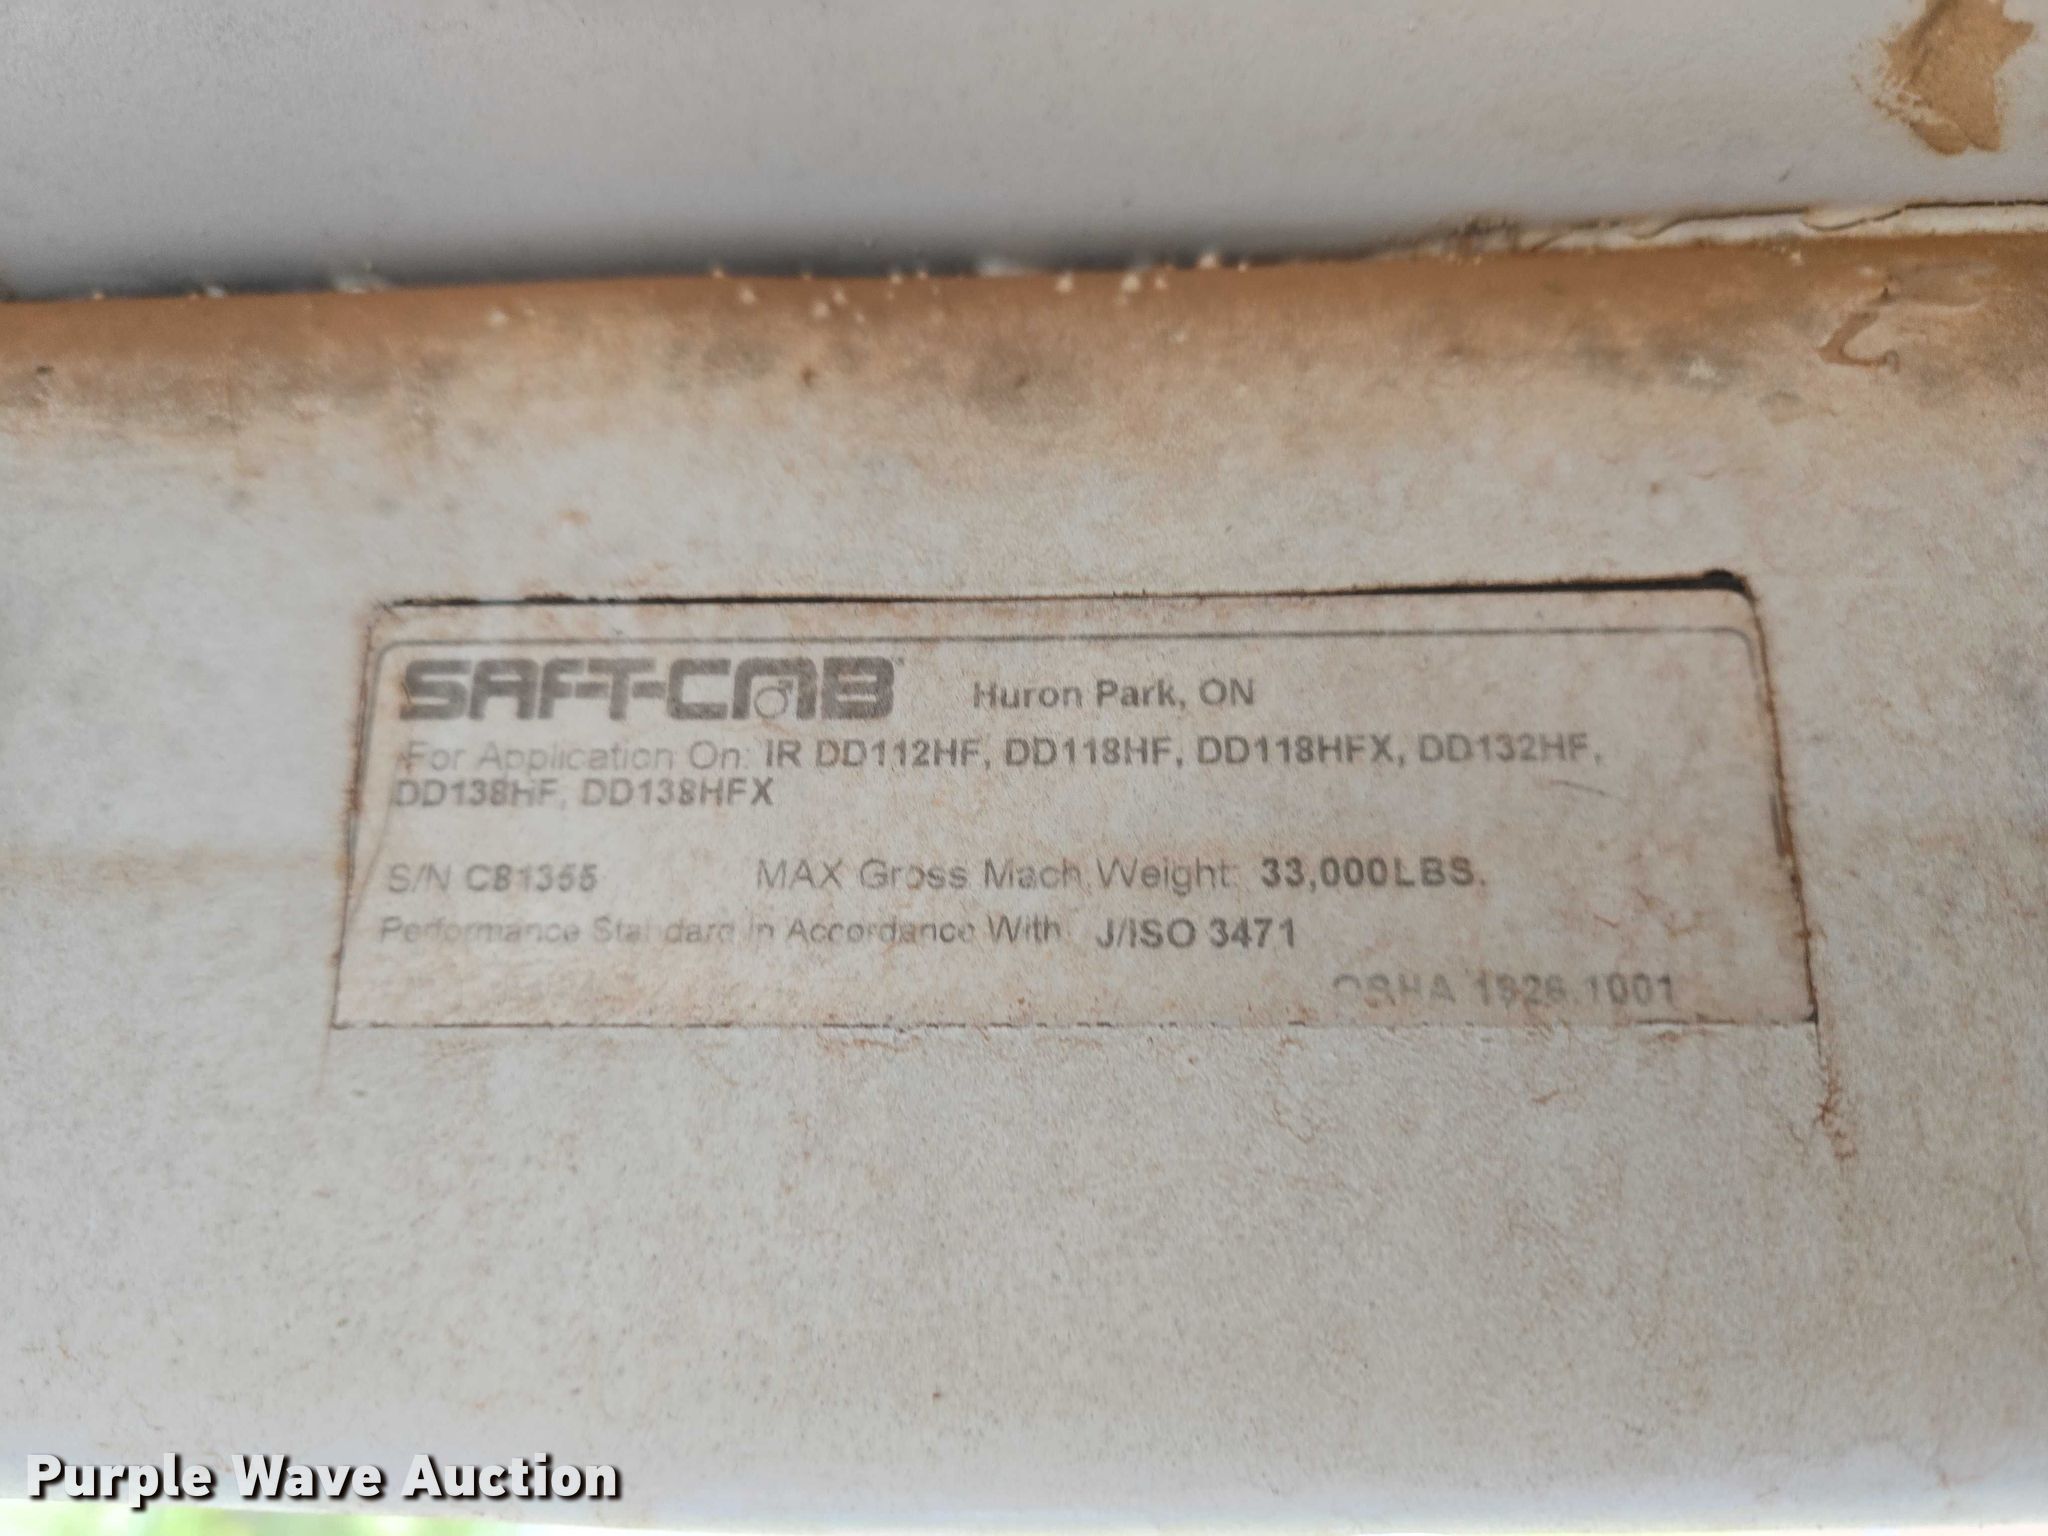 SAFT-CAB Huron Park, ON
For Application On: IR DD112HF, DD118HF, DD118HFX, DD132HF,
DD138HF, DD138HFX
S/N C81355 MAX Gross Mach. Weight: 33,000LBS.
Performance Standard In Accordance With: J/ISO 3471
OSHA 1926.1001
Purple Wave Auction